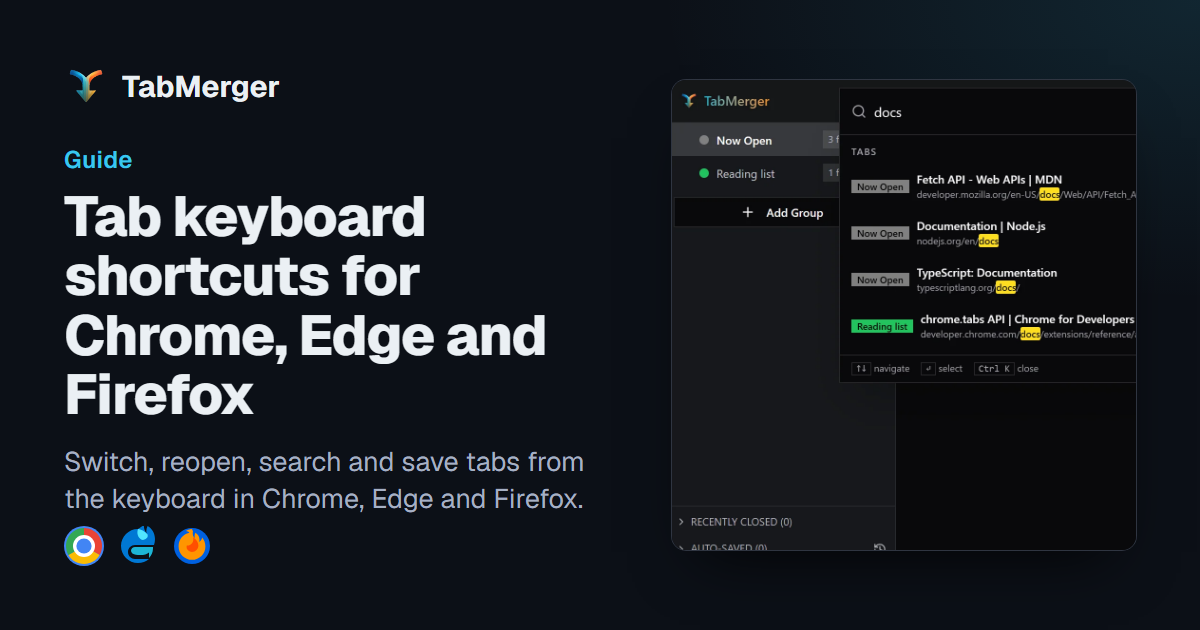 TabMerger
Guide
Tab keyboard
shortcuts for
Chrome, Edge and
Firefox
Switch, reopen, search and save tabs from
the keyboard in Chrome, Edge and Firefox.
TabMerger
Now Open
3 f
Reading list
1 f
+ Add Group
docs
TABS
Now Open
Fetch API - Web APIs | MDN
developer.mozilla.org/en-US/docs/Web/API/Fetch_A
Now Open
Documentation | Node.js
nodejs.org/en/docs
Now Open
TypeScript: Documentation
typescriptlang.org/docs/
Reading list
chrome.tabs API | Chrome for Developers
developer.chrome.com/docs/extensions/reference/
↑↓ navigate ↵ select Ctrl K close
> RECENTLY CLOSED (0)
> AUTO-SAVED (0)